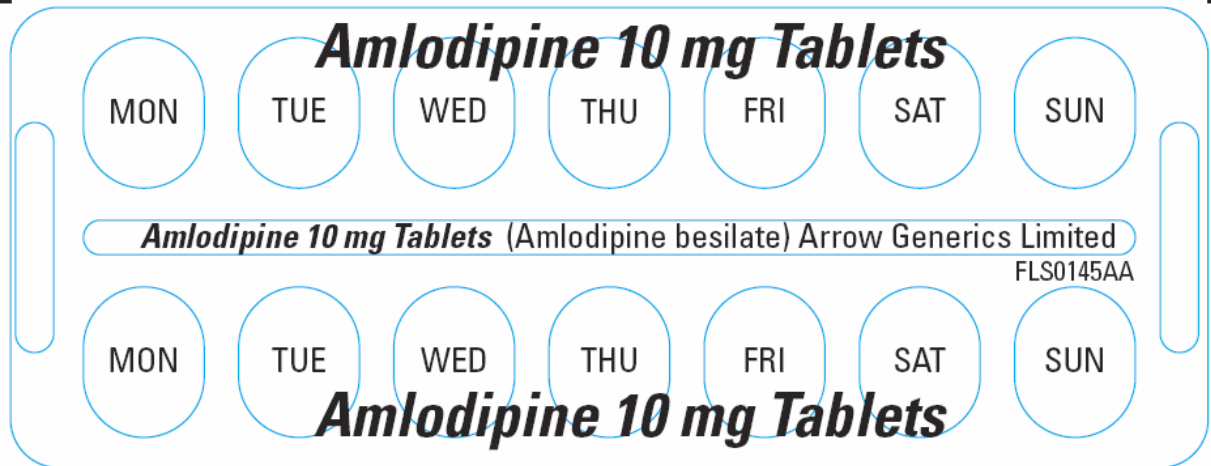 Amlodipine 10 mg Tablets
MON TUE WED THU FRI SAT SUN
Amlodipine 10 mg Tablets (Amlodipine besilate) Arrow Generics Limited
FLS0145AA
MON TUE WED THU FRI SAT SUN
Amlodipine 10 mg Tablets